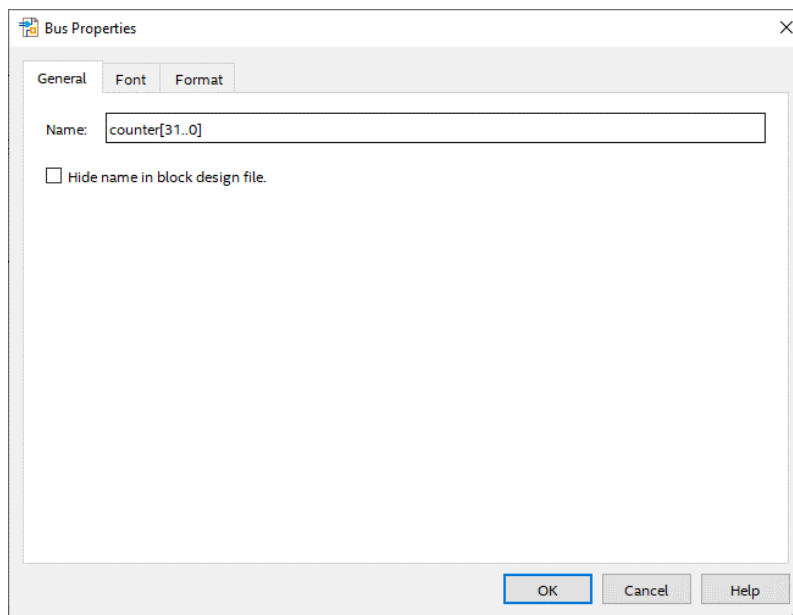 Bus Properties
General Font Format
Name: counter[31..0]
Hide name in block design file.
OK Cancel Help